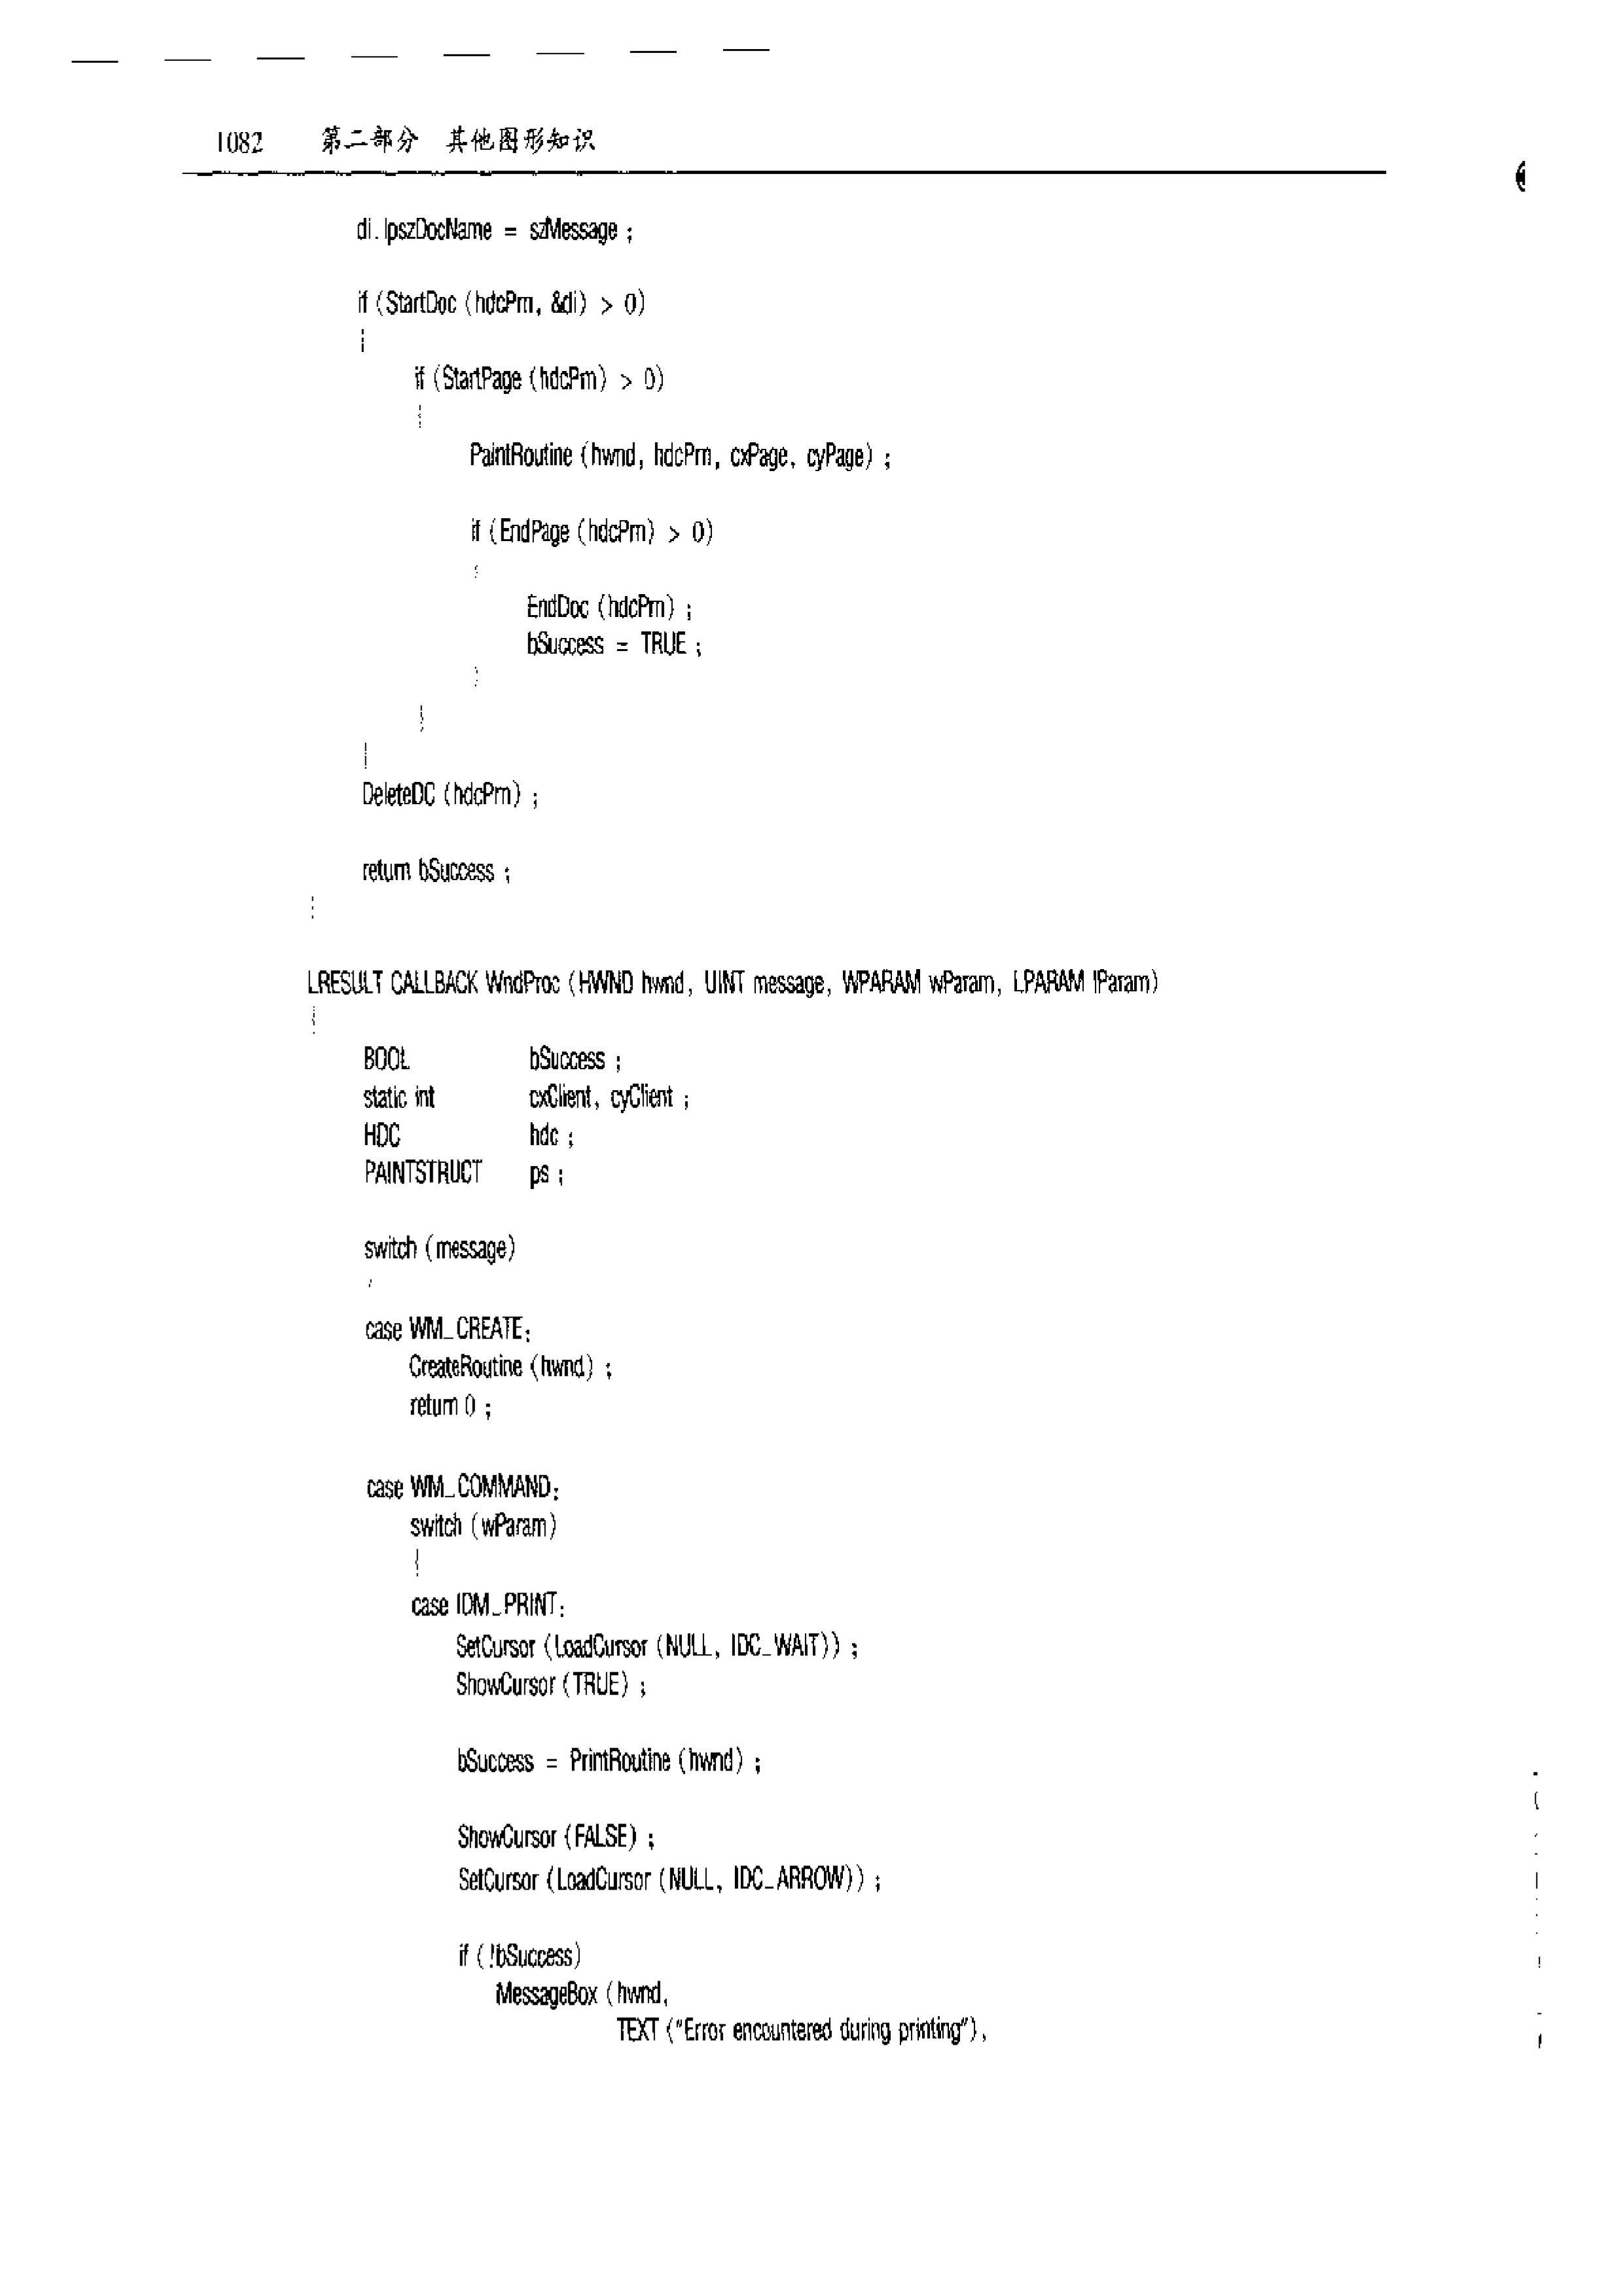 1082 第二部分 其他图形知识
di.lpszDocName = szMessage ;
if (StartDoc (hdcPrn, &di) > 0)
{
if (StartPage (hdcPrn) > 0)
{
PaintRoutine (hwnd, hdcPrn, cxPage, cyPage) ;
if (EndPage (hdcPrn) > 0)
{
EndDoc (hdcPrn) ;
bSuccess = TRUE ;
}
}
}
DeleteDC (hdcPrn) ;
return bSuccess ;
}
LRESULT CALLBACK WndProc (HWND hwnd, UINT message, WPARAM wParam, LPARAM lParam)
{
BOOL bSuccess ;
static int cxClient, cyClient ;
HDC hdc ;
PAINTSTRUCT ps ;
switch (message)
{
case WM_CREATE:
CreateRoutine (hwnd) ;
return 0 ;
case WM_COMMAND:
switch (wParam)
{
case IDM_PRINT:
SetCursor (LoadCursor (NULL, IDC_WAIT)) ;
ShowCursor (TRUE) ;
bSuccess = PrintRoutine (hwnd) ;
ShowCursor (FALSE) ;
SetCursor (LoadCursor (NULL, IDC_ARROW)) ;
if (!bSuccess)
MessageBox (hwnd,
TEXT ("Error encountered during printing"),